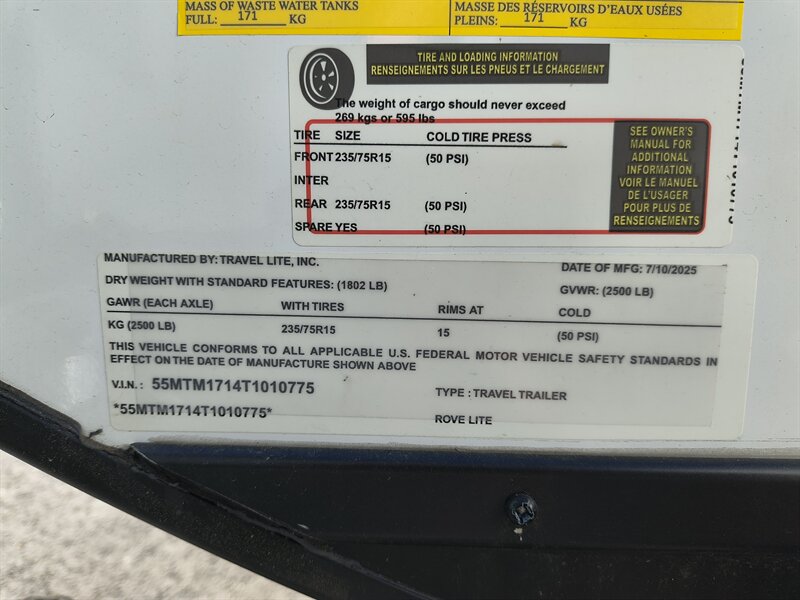 MASS OF WASTE WATER TANKS
FULL: 171 KG
MASSE DES RÉSERVOIRS D'EAUX USÉES
PLEINS: 171 KG
TIRE AND LOADING INFORMATION
RENSEIGNEMENTS SUR LES PNEUS ET LE CHARGEMENT
The weight of cargo should never exceed
269 kgs or 595 lbs
TIRE SIZE COLD TIRE PRESS
FRONT 235/75R15 (50 PSI)
INTER
REAR 235/75R15 (50 PSI)
SPARE YES (50 PSI)
SEE OWNER'S
MANUAL FOR
ADDITIONAL
INFORMATION
VOIR LE MANUEL
DE L'USAGER
POUR PLUS DE
RENSEIGNEMENTS
MANUFACTURED BY: TRAVEL LITE, INC. DATE OF MFG: 7/10/2025
DRY WEIGHT WITH STANDARD FEATURES: (1802 LB) GVWR: (2500 LB)
GAWR (EACH AXLE) WITH TIRES RIMS AT COLD
KG (2500 LB) 235/75R15 15 (50 PSI)
THIS VEHICLE CONFORMS TO ALL APPLICABLE U.S. FEDERAL MOTOR VEHICLE SAFETY STANDARDS IN
EFFECT ON THE DATE OF MANUFACTURE SHOWN ABOVE
V.I.N.: 55MTM1714T1010775 TYPE: TRAVEL TRAILER
*55MTM1714T1010775* ROVE LITE